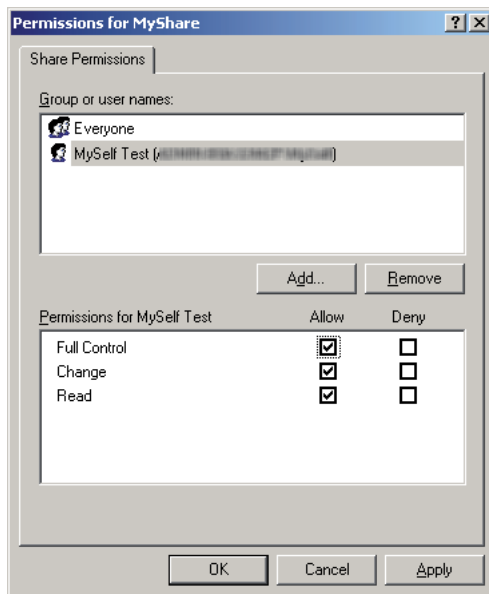 Permissions for MyShare
Share Permissions
Group or user names:
Everyone
MySelf Test (
Add... Remove
Permissions for MySelf Test Allow Deny
Full Control
Change
Read
OK Cancel Apply